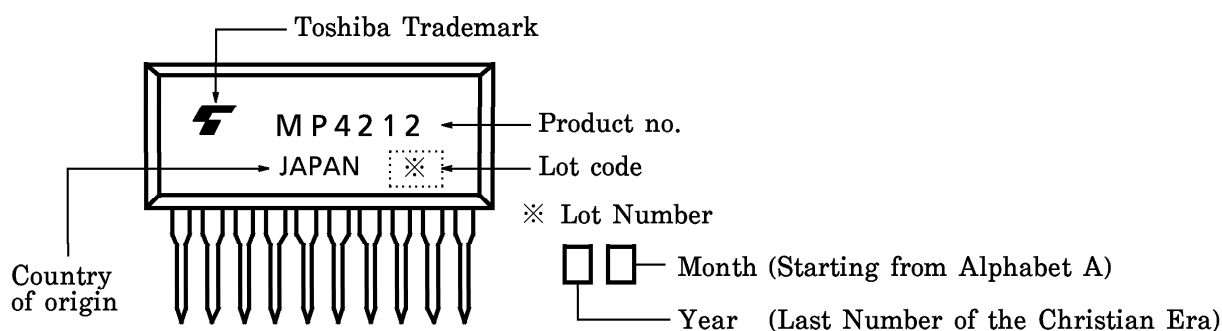 Toshiba Trademark
MP4212
Product no.
JAPAN ※
Lot code
※ Lot Number
Country
of origin
Month (Starting from Alphabet A)
Year (Last Number of the Christian Era)